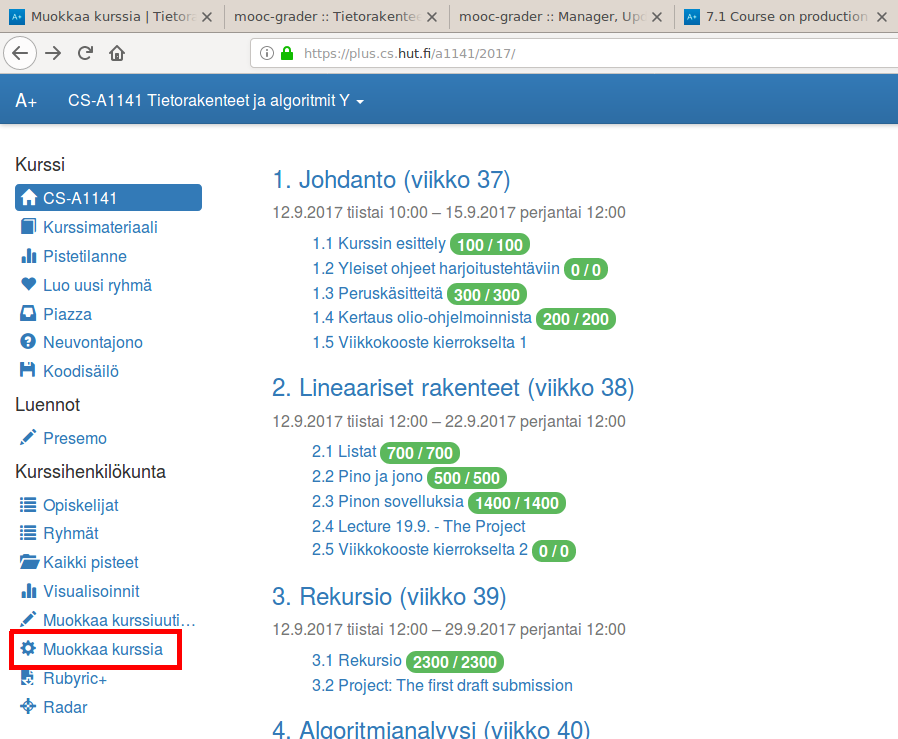 Muokkaa kurssia | Tietora
mooc-grader :: Tietorakente
mooc-grader :: Manager, Upd
A+ 7.1 Course on production
https://plus.cs.hut.fi/a1141/2017/
A+ CS-A1141 Tietorakenteet ja algoritmit Y
Kurssi
CS-A1141
Kurssimateriaali
Pistetilanne
Luo uusi ryhmä
Piazza
Neuvontajono
Koodisäilö
Luennot
Presemo
Kurssihenkilökunta
Opiskelijat
Ryhmät
Kaikki pisteet
Visualisoinnit
Muokkaa kurssiuuti…
Muokkaa kurssia
Rubyric+
Radar
1. Johdanto (viikko 37)
12.9.2017 tiistai 10:00 – 15.9.2017 perjantai 12:00
1.1 Kurssin esittely 100 / 100
1.2 Yleiset ohjeet harjoitustehtäviin 0 / 0
1.3 Peruskäsitteitä 300 / 300
1.4 Kertaus olio-ohjelmoinnista 200 / 200
1.5 Viikkokooste kierrokselta 1
2. Lineaariset rakenteet (viikko 38)
12.9.2017 tiistai 12:00 – 22.9.2017 perjantai 12:00
2.1 Listat 700 / 700
2.2 Pino ja jono 500 / 500
2.3 Pinon sovelluksia 1400 / 1400
2.4 Lecture 19.9. - The Project
2.5 Viikkokooste kierrokselta 2 0 / 0
3. Rekursio (viikko 39)
12.9.2017 tiistai 12:00 – 29.9.2017 perjantai 12:00
3.1 Rekursio 2300 / 2300
3.2 Project: The first draft submission
4. Algoritmianalyysi (viikko 40)